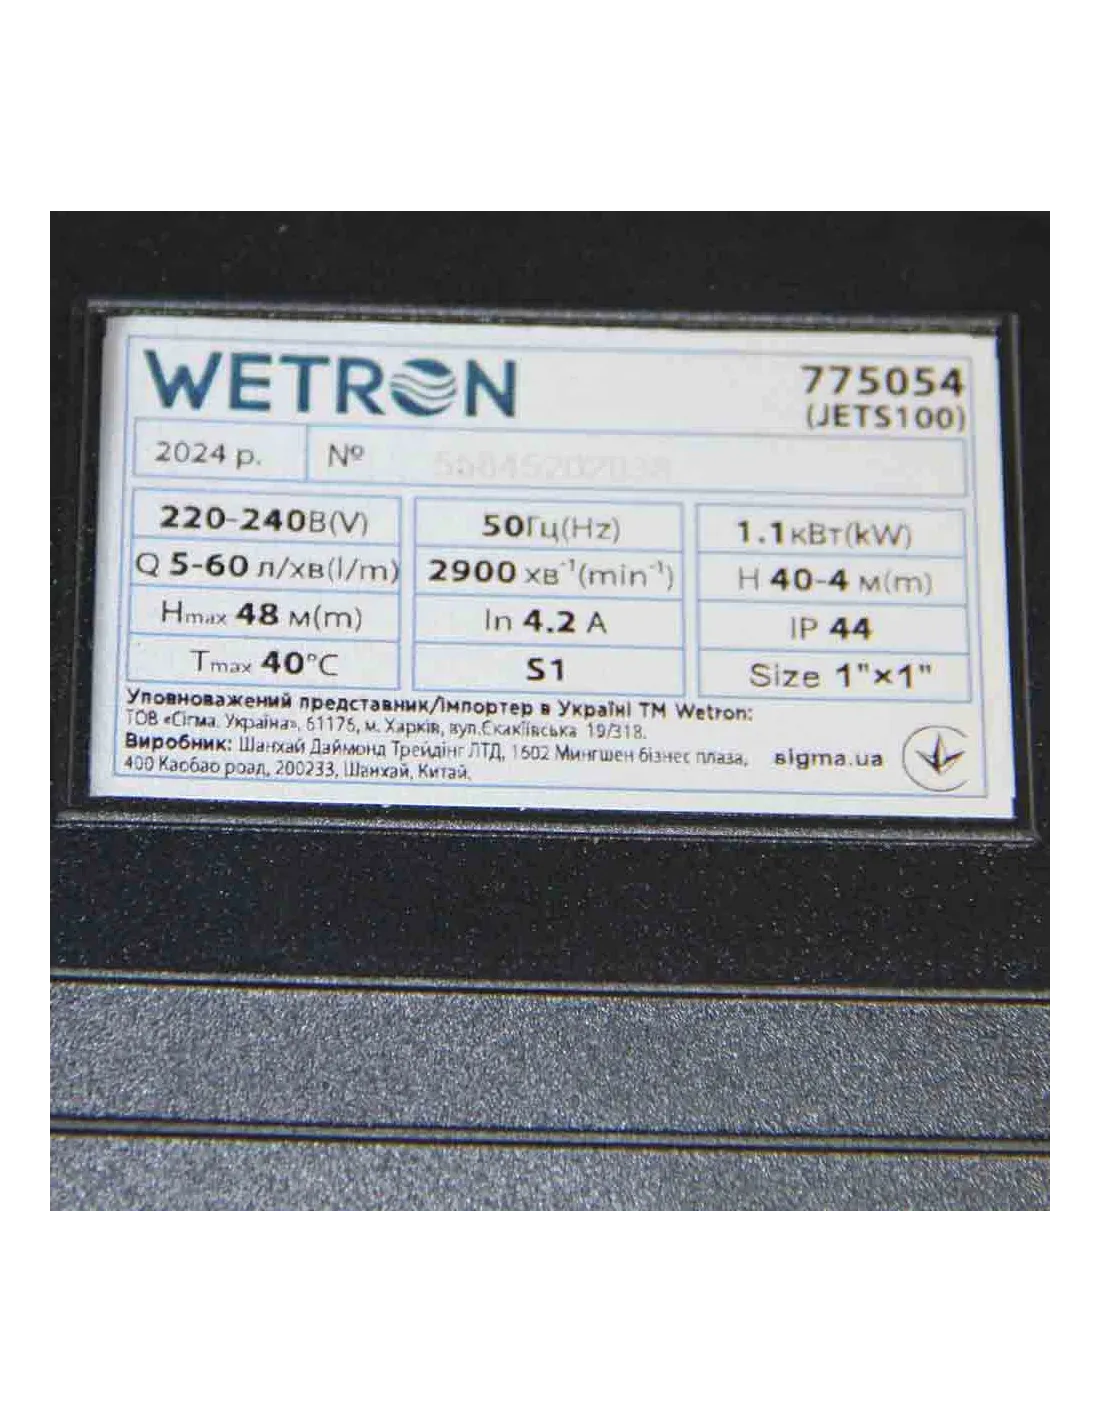 WETRON
775054
(JETS100)
2024 р. №
220-240В(V) 50Гц(Hz) 1.1кВт(kW)
Q 5-60 л/хв(l/m) 2900 хв⁻¹(min⁻¹) H 40-4 м(m)
Hmax 48 м(m) In 4.2 A IP 44
Tmax 40°C S1 Size 1"×1"
Уповноважений представник/Імпортер в Україні ТМ Wetron:
ТОВ «Сігма. Україна», 61176, м. Харків, вул.Єкакіївська 19/318.
Виробник: Шанхай Даймонд Трейдінг ЛТД, 1602 Мингшен бізнес плаза,
400 Каобао роад, 200233, Шанхай, Китай.
sigma.ua